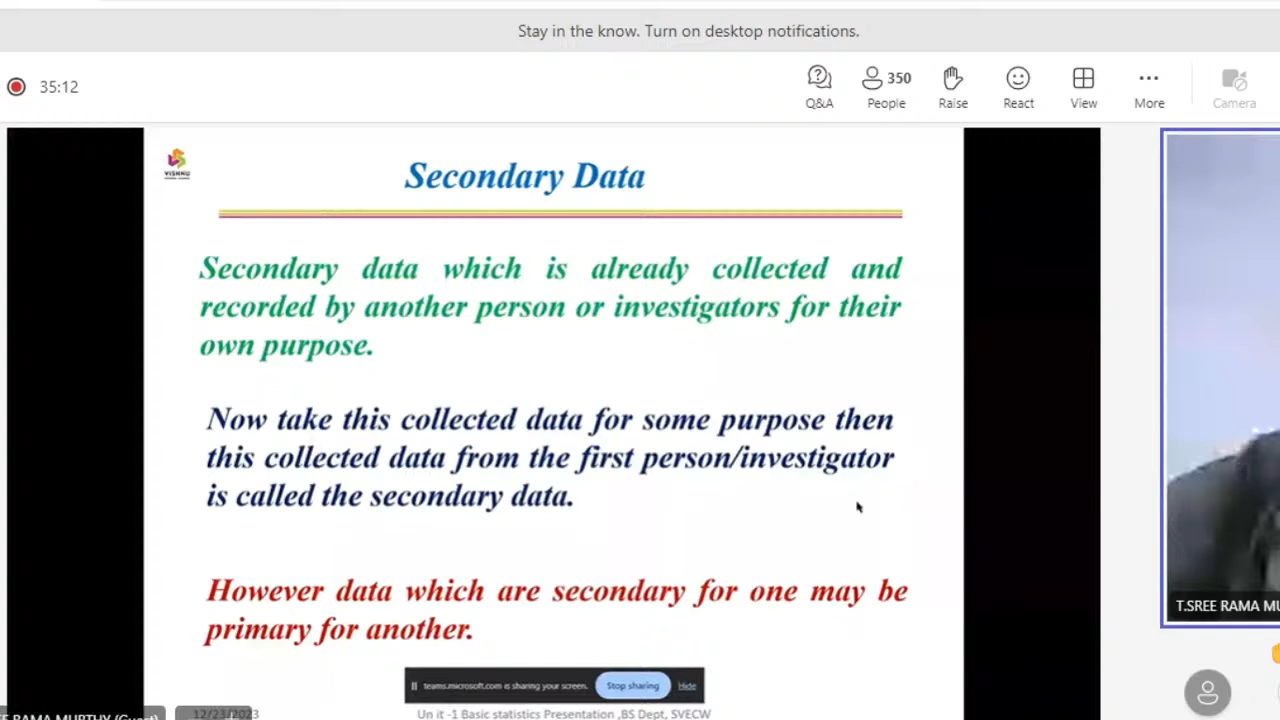 Stay in the know. Turn on desktop notifications.
35:12
Q&A
350
People
Raise
React
View
More
Camera
VISHNU
Secondary Data
Secondary data which is already collected and
recorded by another person or investigators for their
own purpose.
Now take this collected data for some purpose then
this collected data from the first person/investigator
is called the secondary data.
However data which are secondary for one may be
primary for another.
teams.microsoft.com is sharing your screen.
Stop sharing
Hide
T.SREE RAMA MU
RAMA MURTHY (Guest)
12/23/2023
Un it -1 Basic statistics Presentation ,BS Dept, SVECW